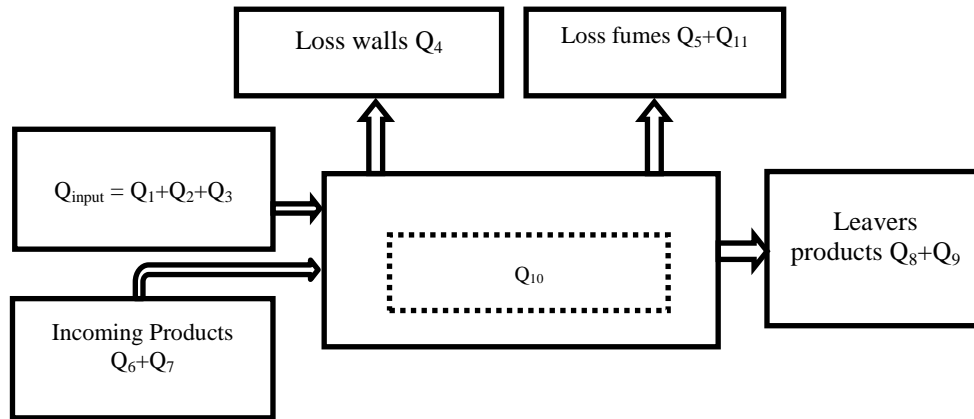 Loss walls Q₄
Loss fumes Q₅+Q₁₁
Q_input = Q₁+Q₂+Q₃
Leavers
products Q₈+Q₉
Q₁₀
Incoming Products
Q₆+Q₇